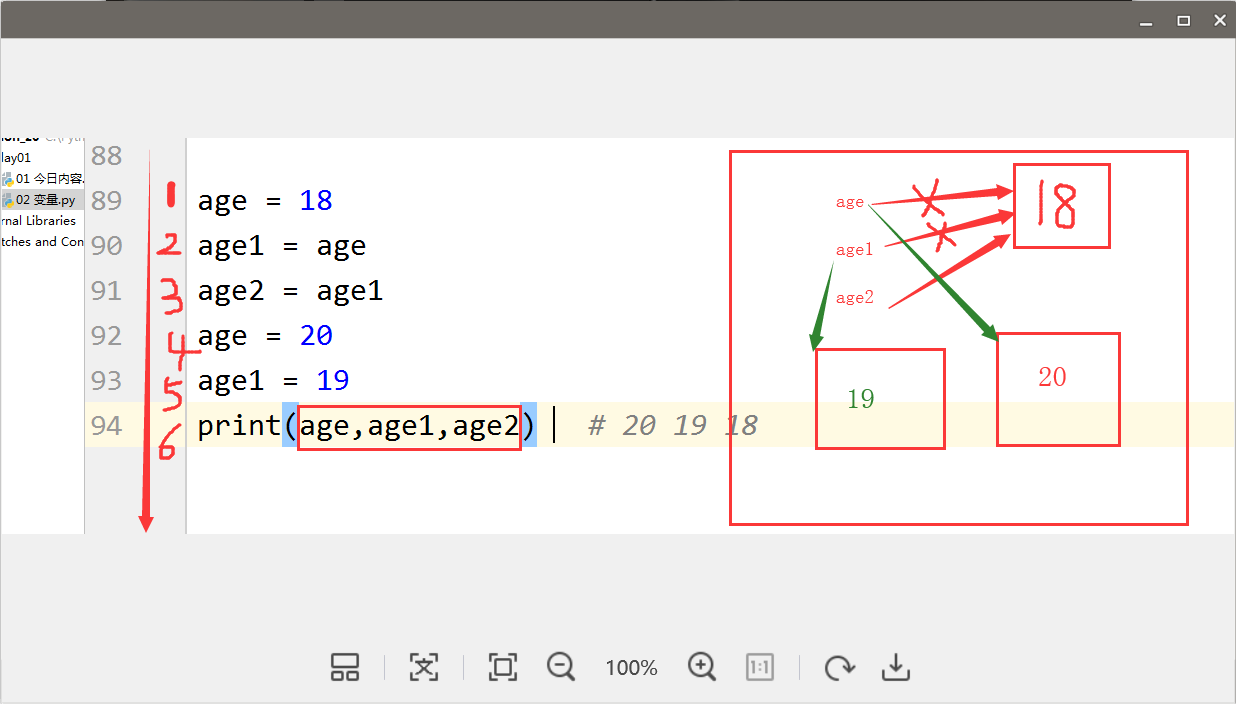 lay01
01 今日内容.
02 变量.py
rnal Libraries
tches and Con
88
1
89 age = 18
2
90 age1 = age
3
91 age2 = age1
4
92 age = 20
5
93 age1 = 19
6
94 print(age,age1,age2) # 20 19 18
age
18
age1
age2
19
20
100%
1:1